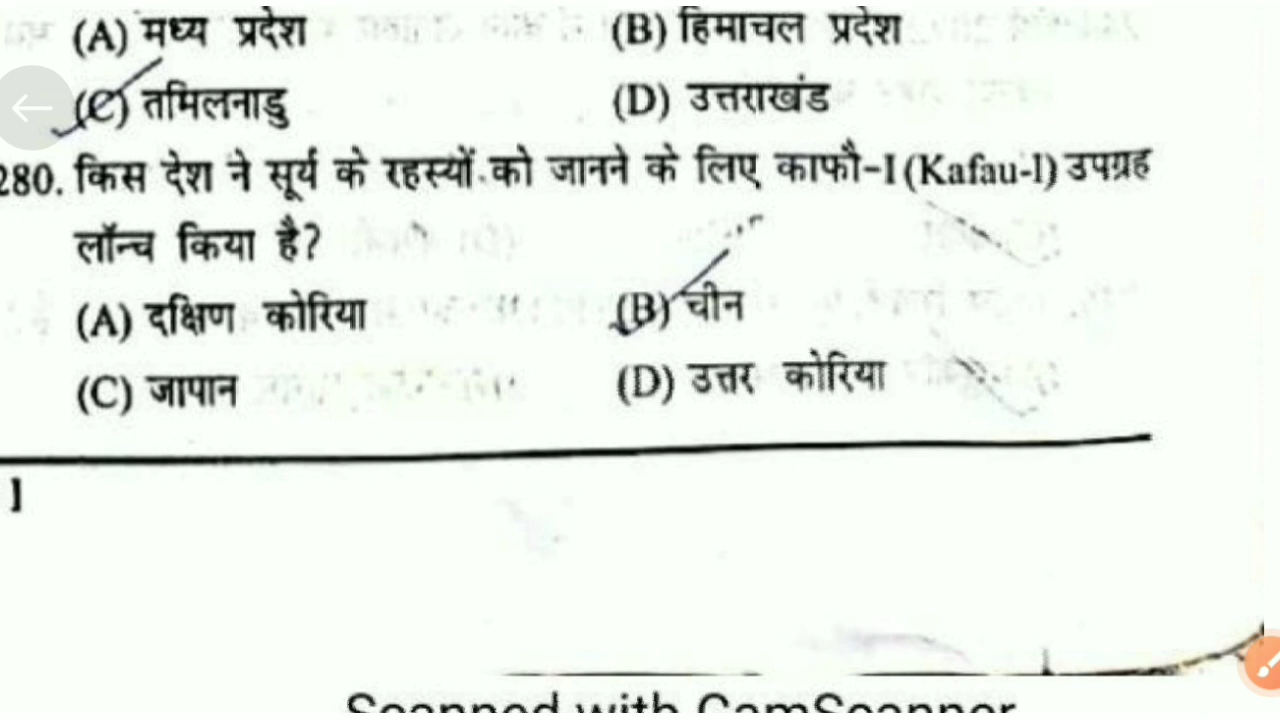 (A) मध्य प्रदेश (B) हिमाचल प्रदेश
(C) तमिलनाडु (D) उत्तराखंड
280. किस देश ने सूर्य के रहस्यों को जानने के लिए काफौ-I (Kafau-l) उपग्रह
लॉन्च किया है?
(A) दक्षिण कोरिया (B) चीन
(C) जापान (D) उत्तर कोरिया
]
Scanned with CamScanner